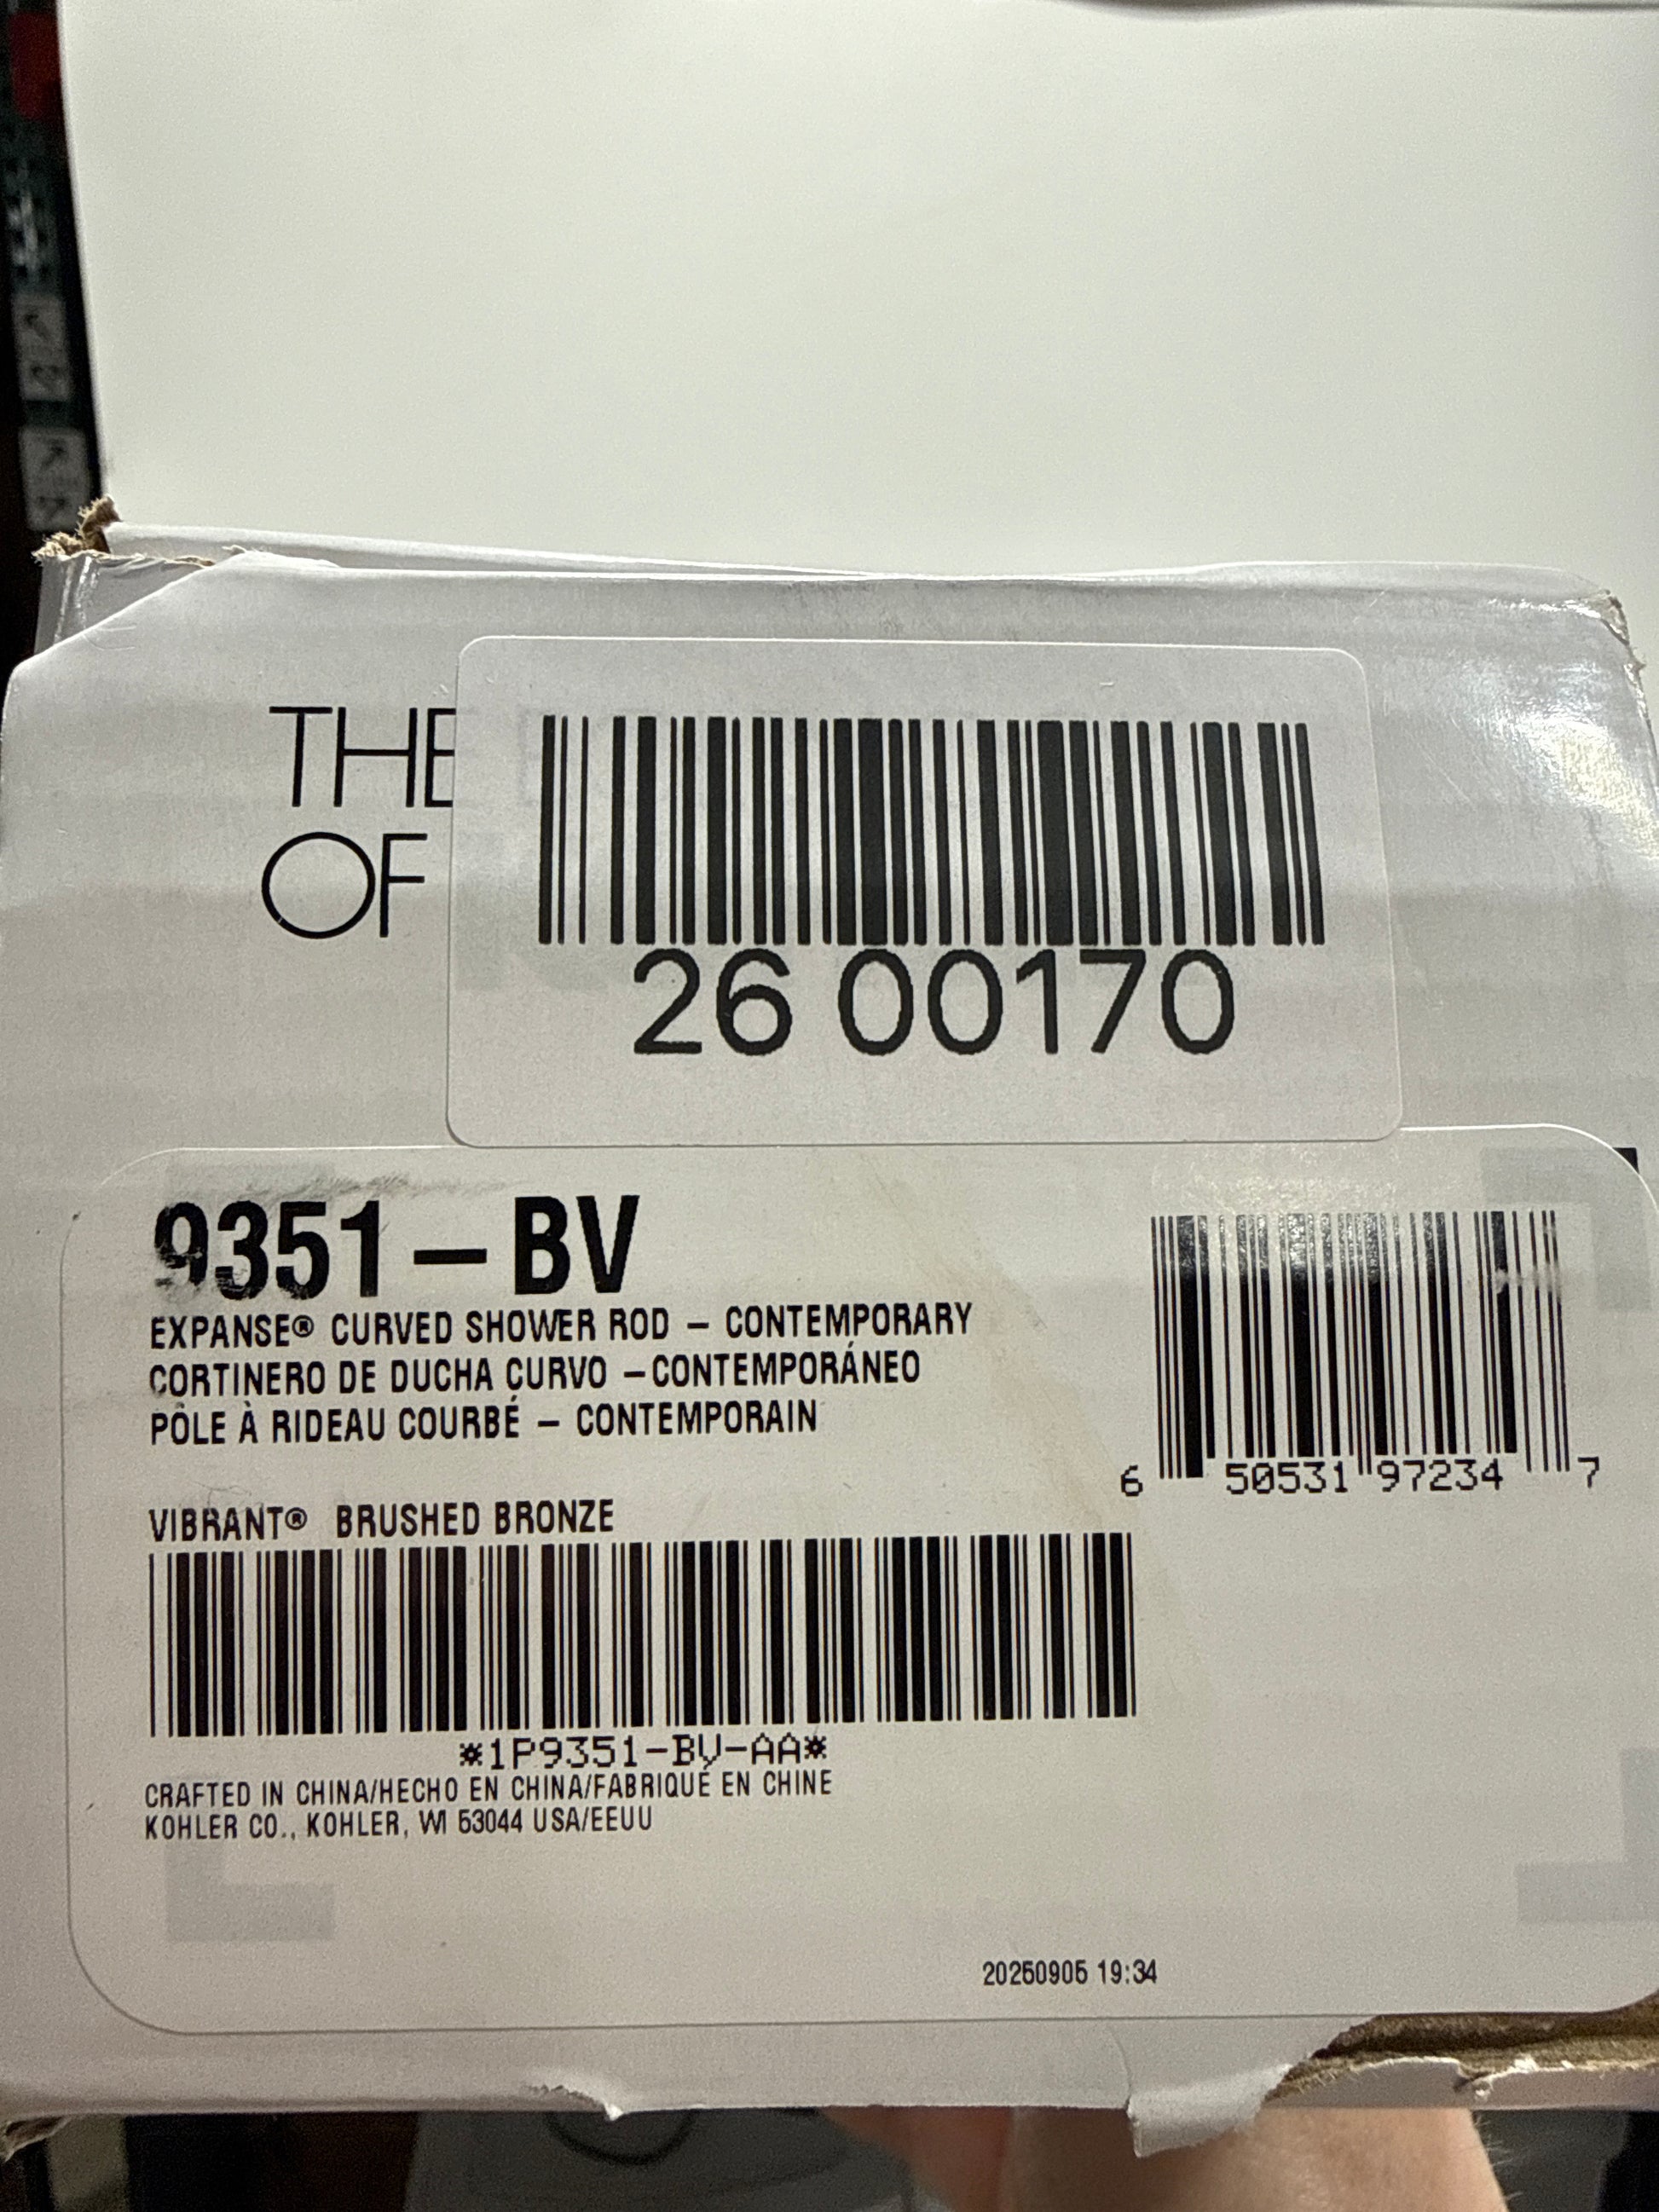 THE
OF
26 00170
9351-BV
EXPANSE® CURVED SHOWER ROD – CONTEMPORARY
CORTINERO DE DUCHA CURVO –CONTEMPORÁNEO
PÔLE À RIDEAU COURBÉ – CONTEMPORAIN
6 50531 97234 7
VIBRANT® BRUSHED BRONZE
*1P9351-BV-AA*
CRAFTED IN CHINA/HECHO EN CHINA/FABRIQUÉ EN CHINE
KOHLER CO., KOHLER, WI 53044 USA/EEUU
20250905 19:34